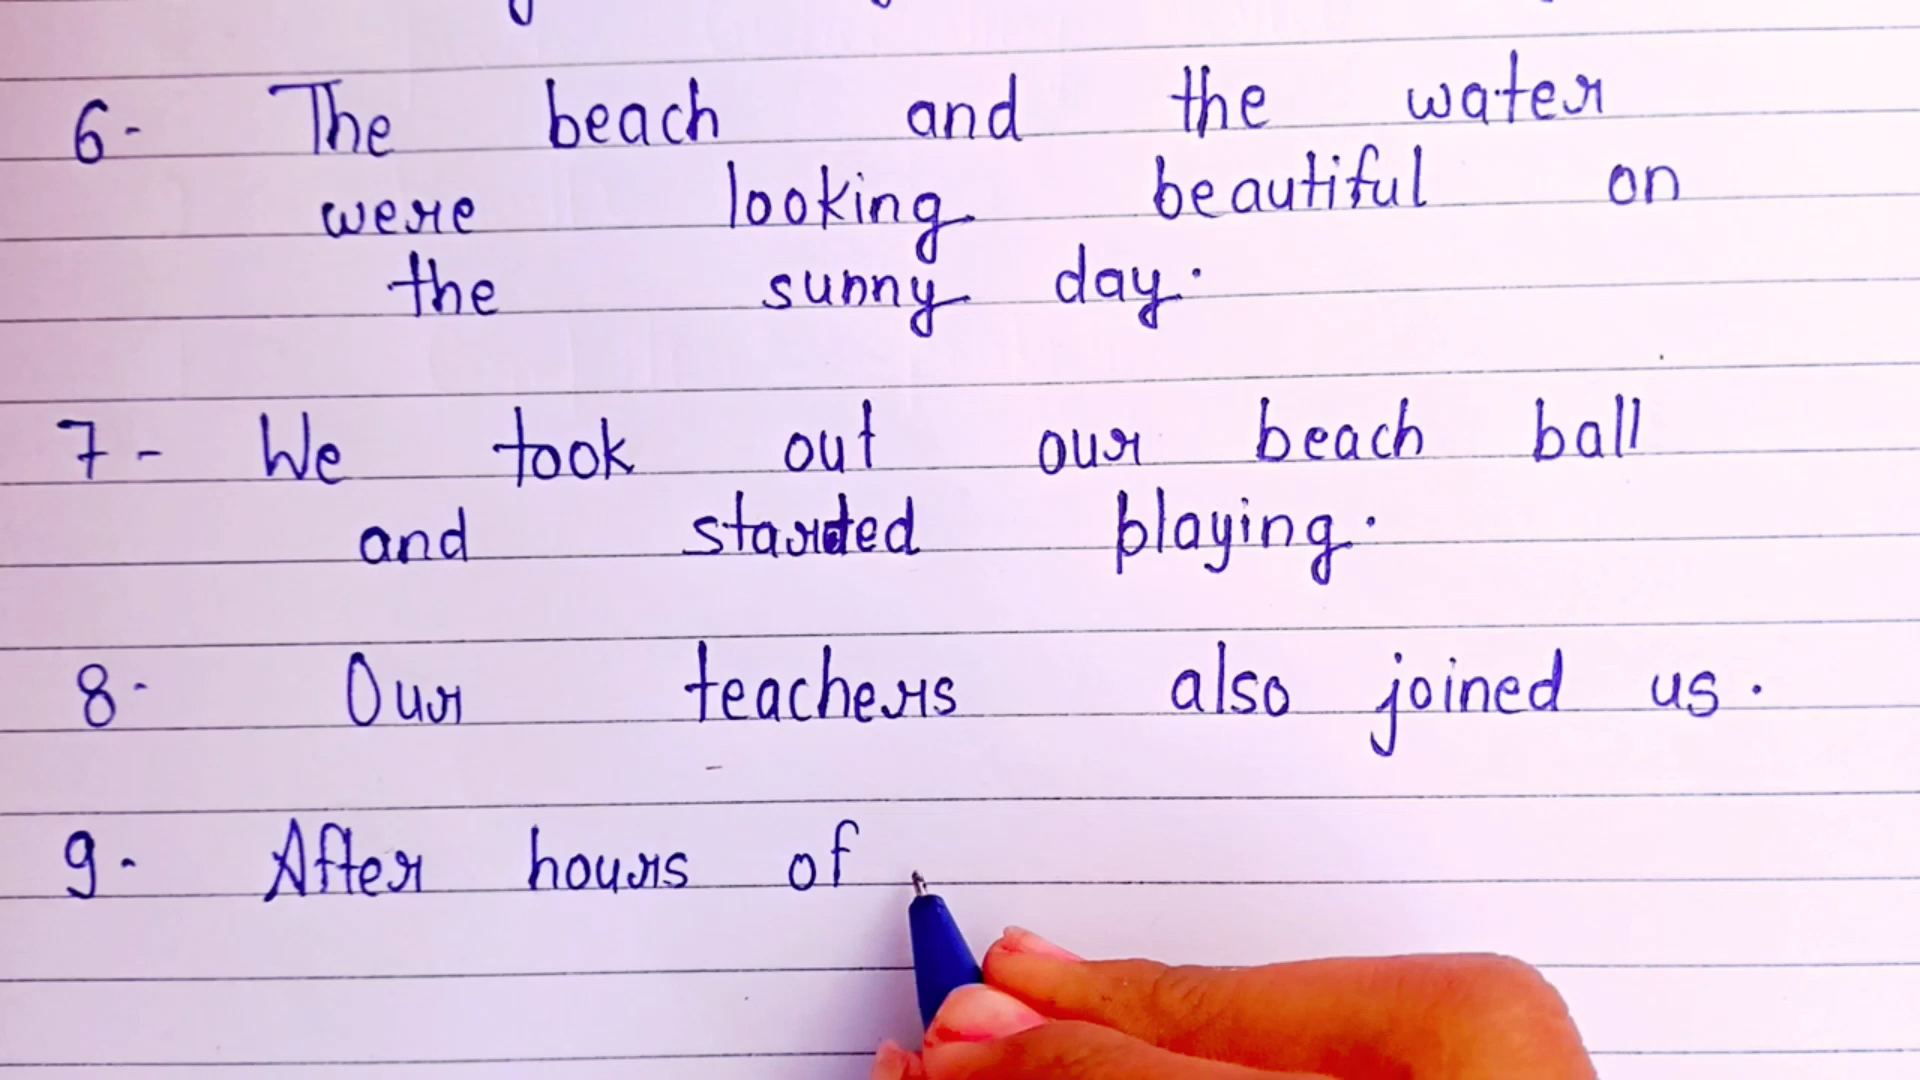 6- The beach and the water
were looking beautiful on
the sunny day.
7- We took out our beach ball
and started playing.
8- Our teachers also joined us.
9- After hours of